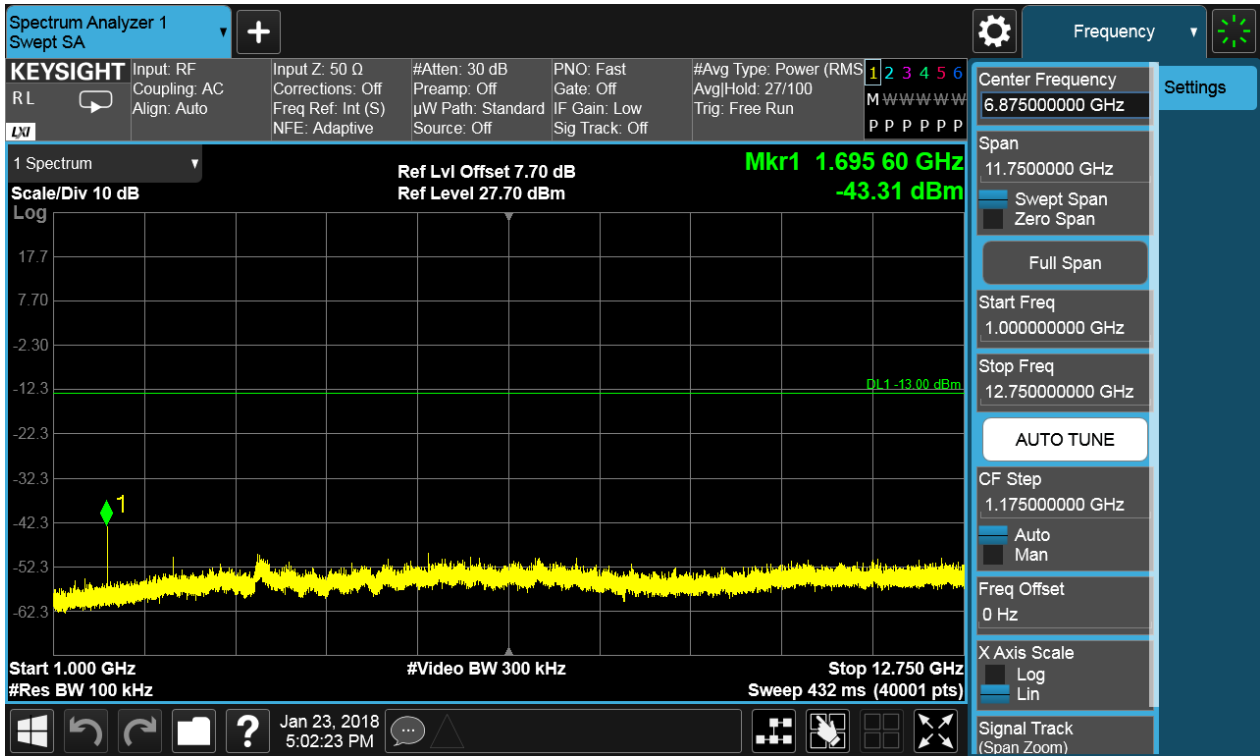 Spectrum Analyzer 1
Swept SA
+
Frequency
KEYSIGHT
RL
LXI
Input: RF
Coupling: AC
Align: Auto
Input Z: 50 Ω
Corrections: Off
Freq Ref: Int (S)
NFE: Adaptive
#Atten: 30 dB
Preamp: Off
µW Path: Standard
Source: Off
PNO: Fast
Gate: Off
IF Gain: Low
Sig Track: Off
#Avg Type: Power (RMS
Avg|Hold: 27/100
Trig: Free Run
1 2 3 4 5 6
M W W W W W
P P P P P P
1 Spectrum
Scale/Div 10 dB
Log
Ref Lvl Offset 7.70 dB
Ref Level 27.70 dBm
Mkr1 1.695 60 GHz
-43.31 dBm
17.7
7.70
-2.30
-12.3
-22.3
-32.3
-42.3
-52.3
-62.3
DL1 -13.00 dBm
1
Start 1.000 GHz
#Res BW 100 kHz
#Video BW 300 kHz
Stop 12.750 GHz
Sweep 432 ms (40001 pts)
Center Frequency
6.875000000 GHz
Settings
Span
11.7500000 GHz
Swept Span
Zero Span
Full Span
Start Freq
1.000000000 GHz
Stop Freq
12.750000000 GHz
AUTO TUNE
CF Step
1.175000000 GHz
Auto
Man
Freq Offset
0 Hz
X Axis Scale
Log
Lin
Signal Track
(Span Zoom)
?
Jan 23, 2018
5:02:23 PM